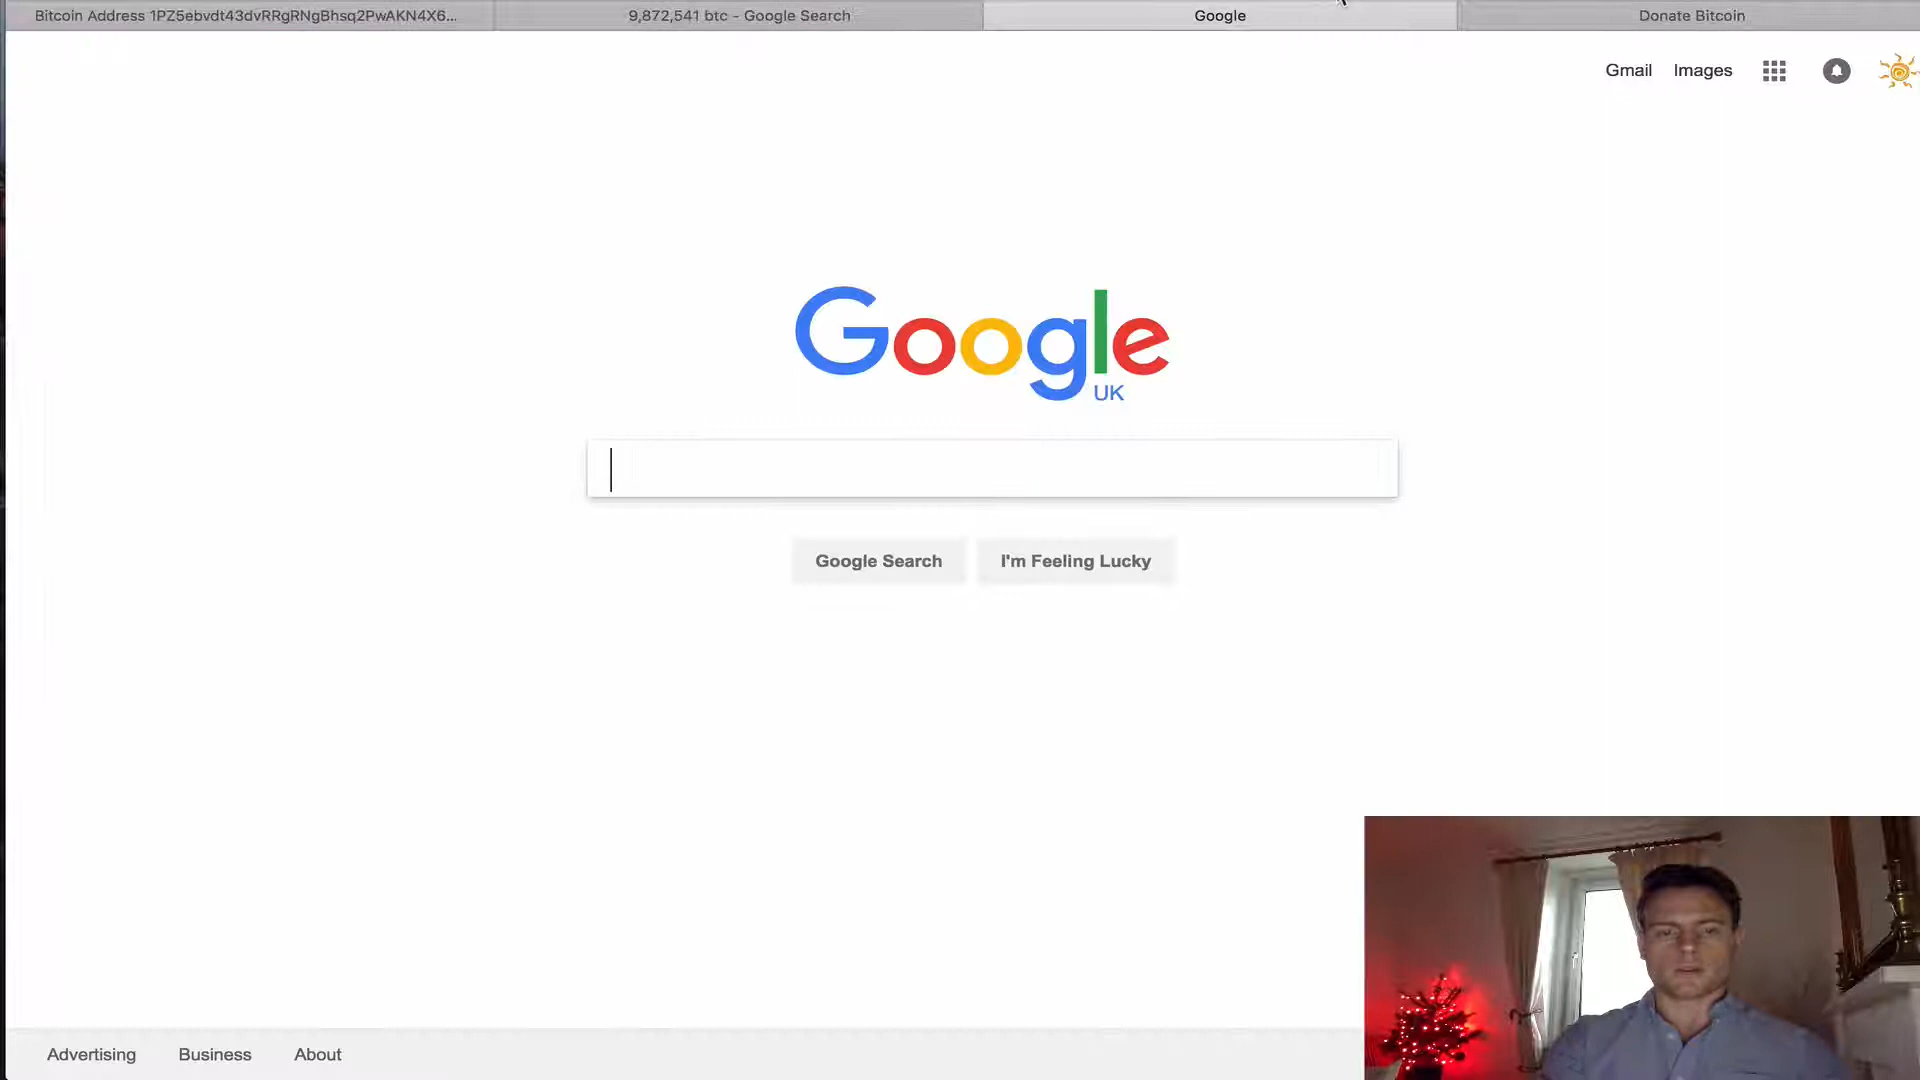 Bitcoin Address 1PZ5ebvdt43dvRRgRNgBhsq2PwAKN4X6...
9,872,541 btc - Google Search
Google
Donate Bitcoin
Gmail
Images
Google
UK
Google Search
I'm Feeling Lucky
Advertising
Business
About